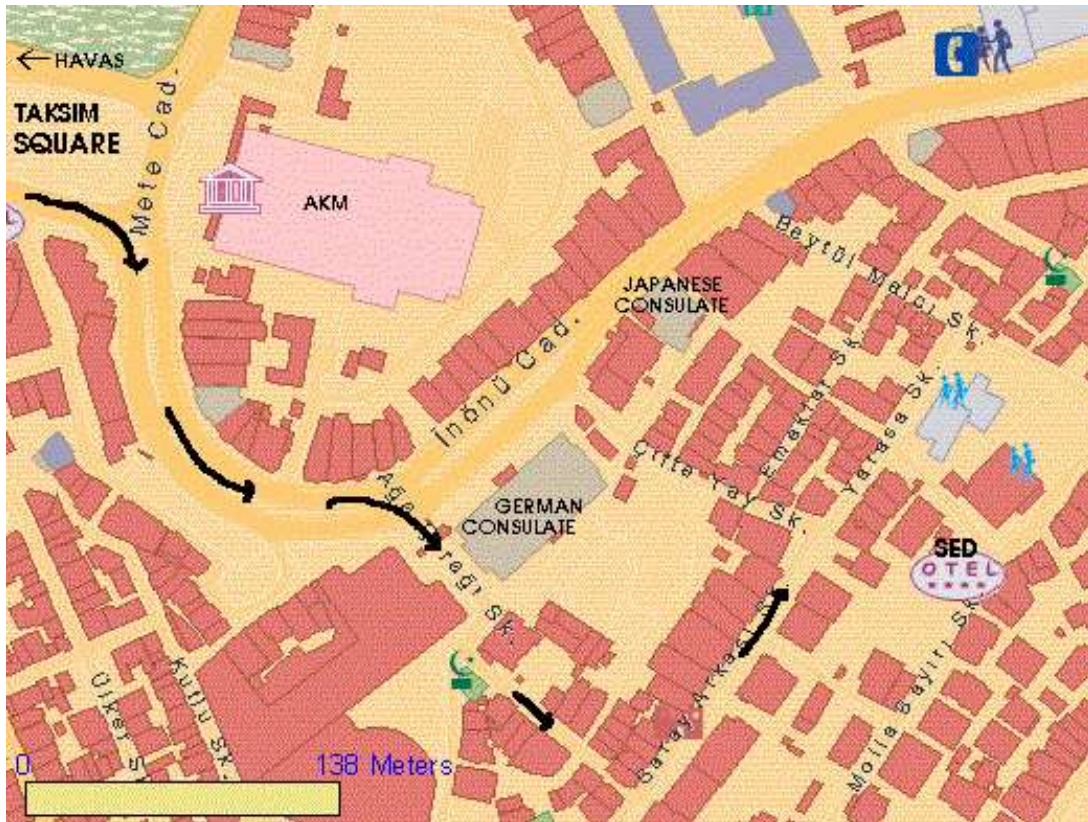 ← HAVAS
TAKSIM
SQUARE
Mete Cad.
AKM
JAPANESE
CONSULATE
Beytül Malcı Sk.
İnönü Cad.
Emektar Sk.
Sk.
Çifte Vav Sk.
GERMAN
CONSULATE
Ağa Sk.
SED
OTEL
Saray Arkası
Molla Bayırı Sk.
Kutlu Sk.
Ülker Sk.
0 138 Meters